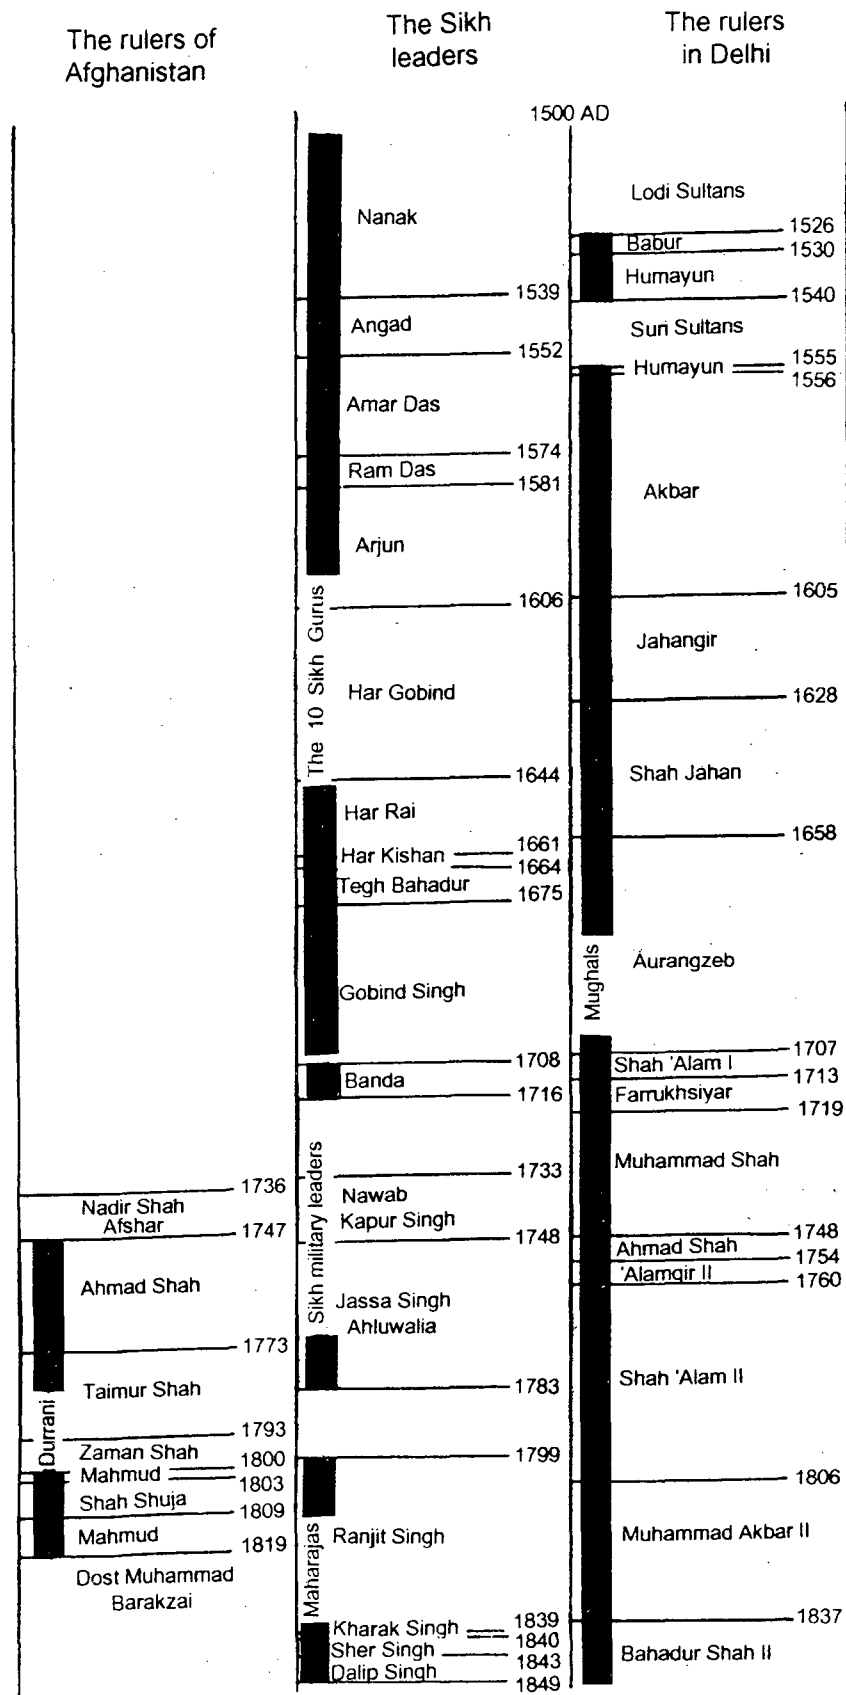 The rulers of
Afghanistan
The Sikh
leaders
The rulers
in Delhi
1500 AD
Nanak
1539
Angad
1552
Amar Das
1574
Ram Das
1581
Arjun
1606
The 10 Sikh Gurus
Har Gobind
1644
Har Rai
1661
Har Kishan
1664
Tegh Bahadur
1675
Gobind Singh
1708
Banda
1716
1733
Nawab
Kapur Singh
1748
Sikh military leaders
Jassa Singh
Ahluwalia
1783
1799
Ranjit Singh
Maharajas
1839
Kharak Singh
1840
Sher Singh
1843
Dalip Singh
1849
Lodi Sultans
1526
Babur
1530
Humayun
1540
Suri Sultans
1555
Humayun
1556
Akbar
1605
Jahangir
1628
Shah Jahan
1658
Aurangzeb
Mughals
1707
Shah 'Alam I
1713
Farrukhsiyar
1719
Muhammad Shah
1748
Ahmad Shah
1754
'Alamgir II
1760
Shah 'Alam II
1806
Muhammad Akbar II
1837
Bahadur Shah II
1736
Nadir Shah
Afshar
1747
Ahmad Shah
1773
Taimur Shah
Durrani
1793
Zaman Shah
1800
Mahmud
1803
Shah Shuja
1809
Mahmud
1819
Dost Muhammad
Barakzai